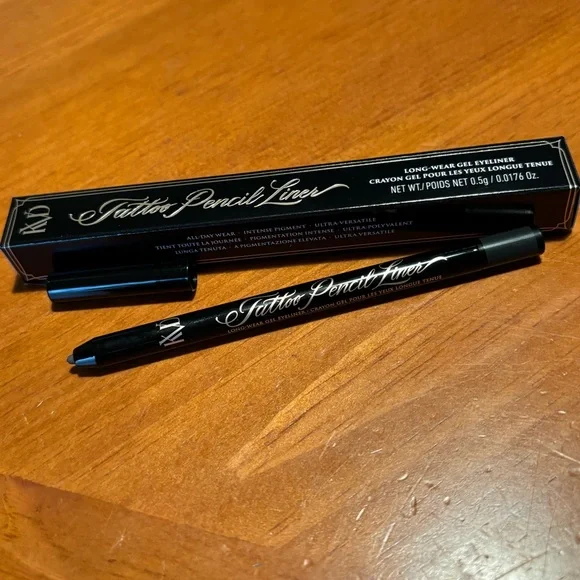 KVD
Tattoo Pencil Liner
LONG-WEAR GEL EYELINER
CRAYON GEL POUR LES YEUX LONGUE TENUE
NET WT./POIDS NET 0.5g / 0.0176 Oz.
ALL-DAY WEAR · INTENSE PIGMENT · ULTRA VERSATILE
TIENT TOUTE LA JOURNÉE · PIGMENTATION INTENSE · ULTRA POLYVALENT
LUNGA TENUTA · A PIGMENTAZIONE ELEVATA · ULTRA VERSATILE
KVD
Tattoo Pencil Liner
LONG-WEAR GEL EYELINER · CRAYON GEL POUR LES YEUX LONGUE TENUE